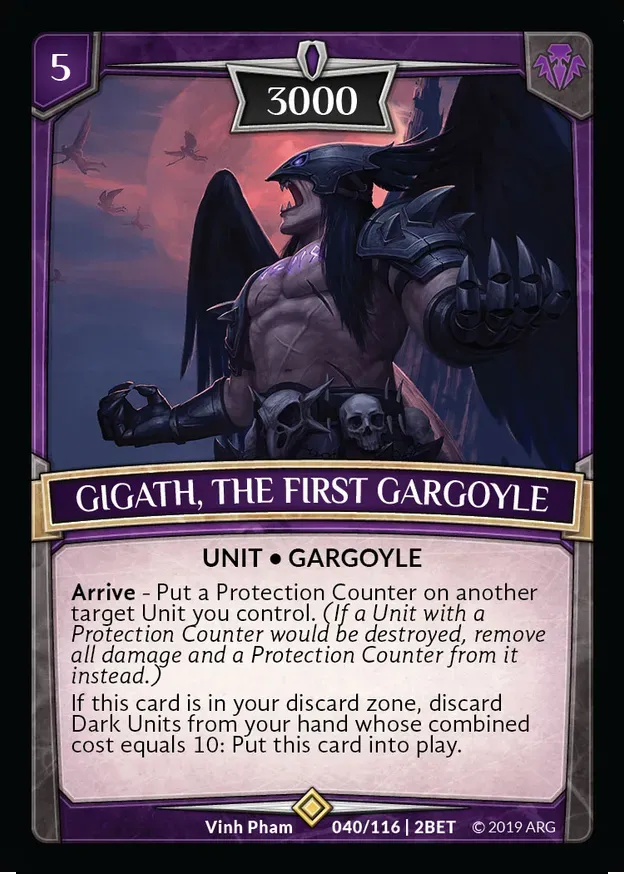 5
3000
GIGATH, THE FIRST GARGOYLE
UNIT • GARGOYLE
Arrive - Put a Protection Counter on another
target Unit you control. (If a Unit with a
Protection Counter would be destroyed, remove
all damage and a Protection Counter from it
instead.)
If this card is in your discard zone, discard
Dark Units from your hand whose combined
cost equals 10: Put this card into play.
Vinh Pham 040/116 | 2BET © 2019 ARG